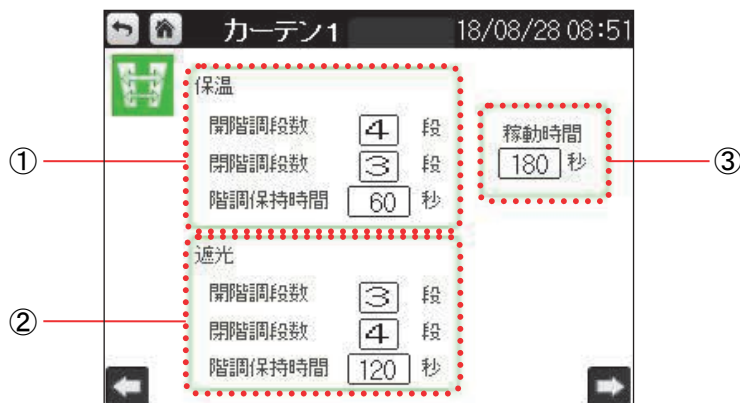 カーテン1 18/08/28 08:51
保温
開階調段数 4 段
閉階調段数 3 段
階調保持時間 60 秒
稼動時間
180 秒
① ③
遮光
開階調段数 3 段
閉階調段数 4 段
階調保持時間 120 秒
②